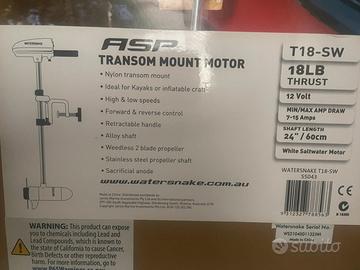 WATERSNAKE
ASP
TRANSOM MOUNT MOTOR
• Nylon transom mount
• Ideal for Kayaks or inflatable craft
• High & low speeds
• Forward & reverse control
• Retractable handle
• Alloy shaft
• Weedless 2 blade propeller
• Stainless steel propeller shaft
• Sacrificial anode
www.watersnake.com.au
T18-SW
18LB
THRUST
12 Volt
MIN/MAX AMP DRAW
7-15 Amps
SHAFT LENGTH
24" / 60cm
White Saltwater Motor
WATERSNAKE T18-SW
55043
WARNING: This product
can expose you to chemicals including
Lead and Lead Compounds, which is
known to the state of California to cause
Cancer, Birth Defects or other
reproductive harm.
Made in China
Watersnake Serial No.
subito